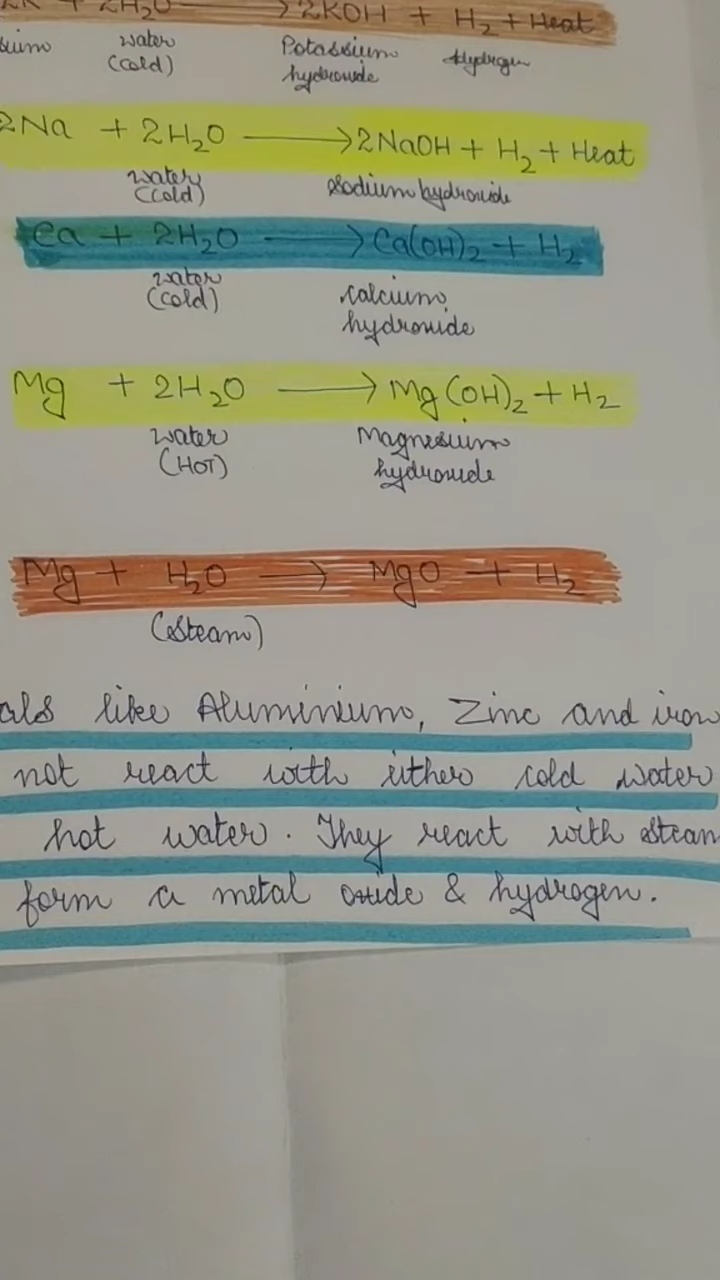 + 2H₂O ⟶ 2KOH + H₂ + Heat
water Potassium Hydrogen
(cold) hydroxide
2Na + 2H₂O ⟶ 2NaOH + H₂ + Heat
water Sodium hydroxide
(cold)
Ca + 2H₂O ⟶ Ca(OH)₂ + H₂
water calcium
(cold) hydroxide
Mg + 2H₂O ⟶ Mg(OH)₂ + H₂
water Magnesium
(HOT) hydroxide
Mg + H₂O ⟶ MgO + H₂
(steam)
like Aluminium, Zinc and iron
not react with either cold water
hot water. They react with steam
form a metal oxide & hydrogen.